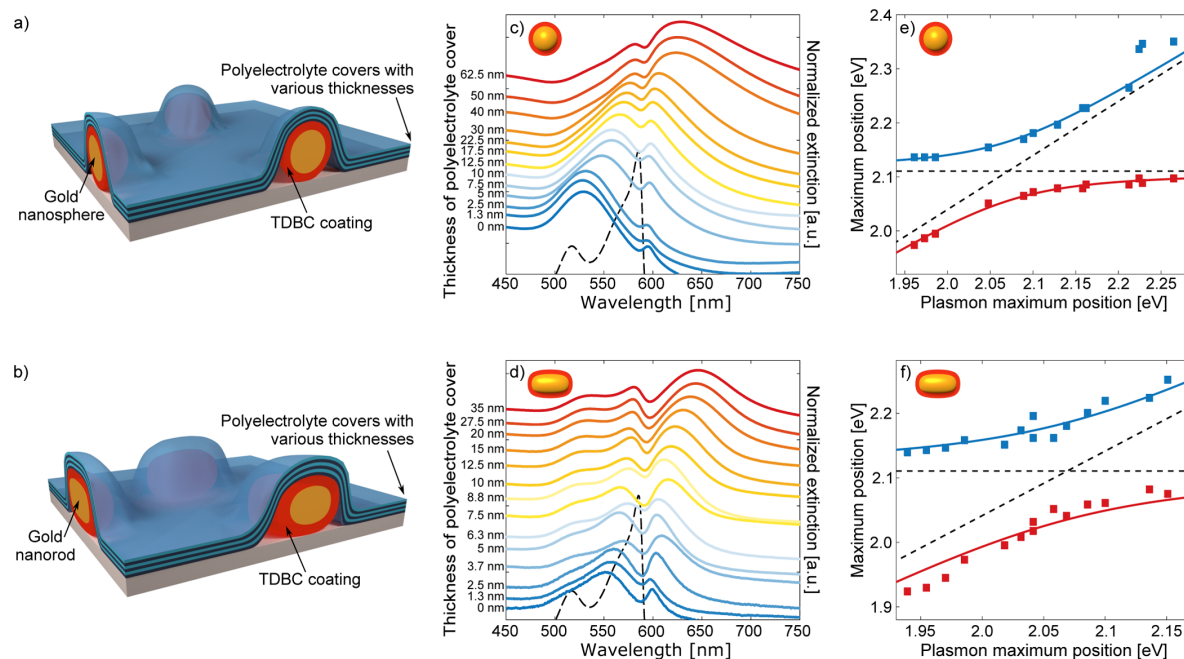 a)
Polyelectrolyte covers with
various thicknesses
Gold
nanosphere
TDBC coating
c)
Thickness of polyelectrolyte cover
62.5 nm
50 nm
40 nm
30 nm
22.5 nm
17.5 nm
12.5 nm
10 nm
7.5 nm
5 nm
2.5 nm
1.3 nm
0 nm
Normalized extinction [a.u.]
450 500 550 600 650 700 750
Wavelength [nm]
e)
Maximum position [eV]
2.4
2.3
2.2
2.1
2.0
1.95 2 2.05 2.1 2.15 2.2 2.25
Plasmon maximum position [eV]
b)
Polyelectrolyte covers with
various thicknesses
Gold
nanorod
TDBC coating
d)
Thickness of polyelectrolyte cover
35 nm
27.5 nm
20 nm
15 nm
12.5 nm
10 nm
8.8 nm
7.5 nm
6.3 nm
5 nm
3.7 nm
2.5 nm
1.3 nm
0 nm
Normalized extinction [a.u.]
450 500 550 600 650 700 750
Wavelength [nm]
f)
Maximum position [eV]
2.2
2.1
2.0
1.9
1.95 2 2.05 2.1 2.15
Plasmon maximum position [eV]